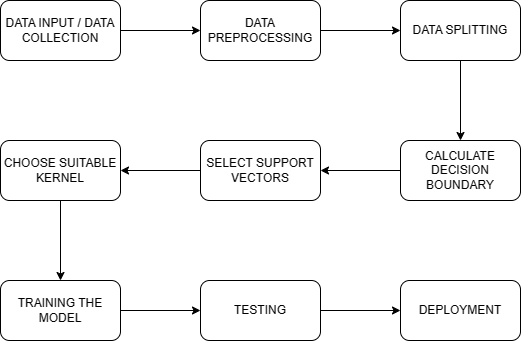 DATA INPUT / DATA
COLLECTION
DATA
PREPROCESSING
DATA SPLITTING
CALCULATE
DECISION
BOUNDARY
SELECT SUPPORT
VECTORS
CHOOSE SUITABLE
KERNEL
TRAINING THE
MODEL
TESTING
DEPLOYMENT